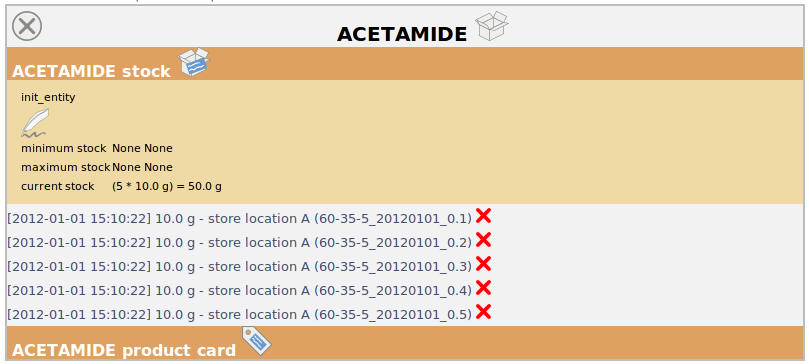 ACETAMIDE
ACETAMIDE stock
init_entity
minimum stock None None
maximum stock None None
current stock (5 * 10.0 g) = 50.0 g
[2012-01-01 15:10:22] 10.0 g - store location A (60-35-5_20120101_0.1)
[2012-01-01 15:10:22] 10.0 g - store location A (60-35-5_20120101_0.2)
[2012-01-01 15:10:22] 10.0 g - store location A (60-35-5_20120101_0.3)
[2012-01-01 15:10:22] 10.0 g - store location A (60-35-5_20120101_0.4)
[2012-01-01 15:10:22] 10.0 g - store location A (60-35-5_20120101_0.5)
ACETAMIDE product card